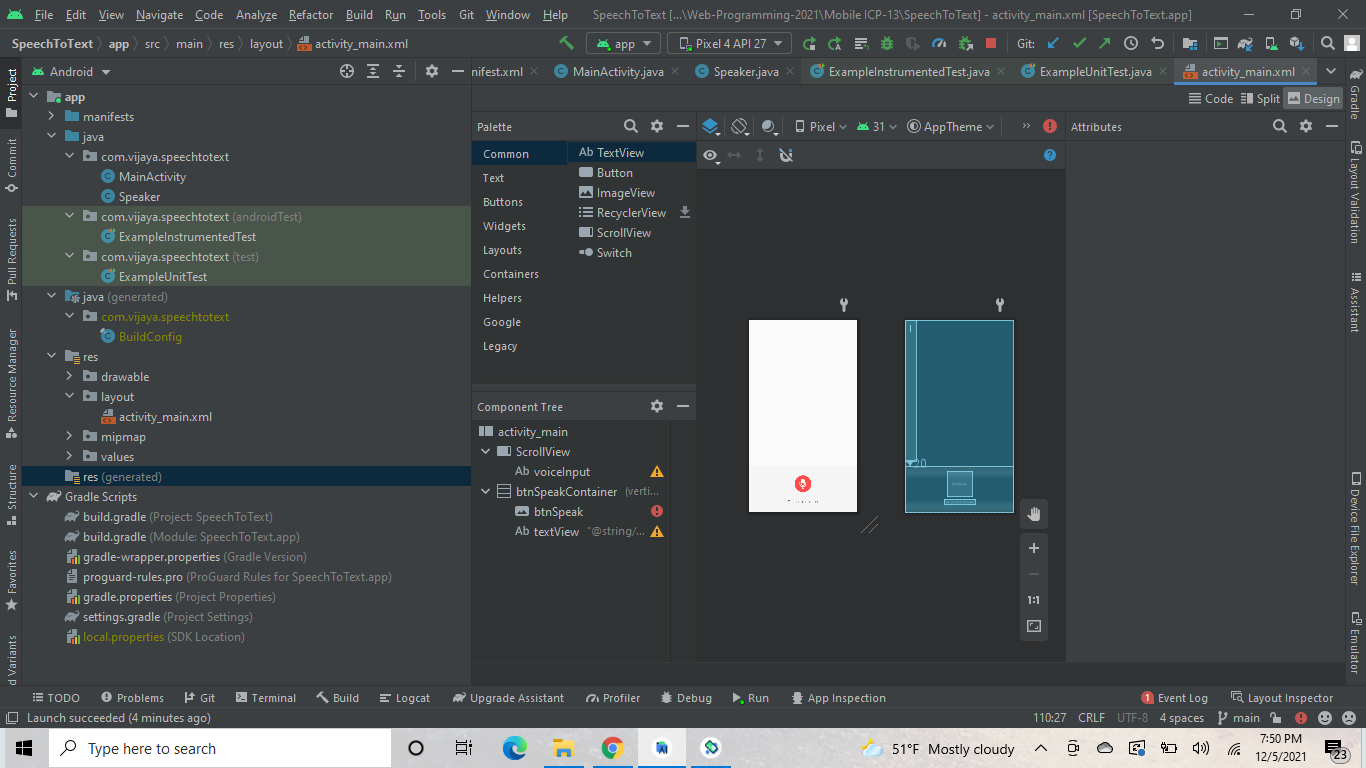 File Edit View Navigate Code Analyze Refactor Build Run Tools Git Window Help SpeechToText [...\Web-Programming-2021\Mobile ICP-13\SpeechToText] - activity_main.xml [SpeechToText.app]
SpeechToText app src main res layout activity_main.xml app Pixel 4 API 27 Git:
Android nifest.xml MainActivity.java Speaker.java ExampleInstrumentedTest.java ExampleUnitTest.java activity_main.xml
Code Split Design
Project
Commit
Pull Requests
Resource Manager
Structure
Favorites
d Variants
app
manifests
java
com.vijaya.speechtotext
MainActivity
Speaker
com.vijaya.speechtotext (androidTest)
ExampleInstrumentedTest
com.vijaya.speechtotext (test)
ExampleUnitTest
java (generated)
com.vijaya.speechtotext
BuildConfig
res
drawable
layout
activity_main.xml
mipmap
values
res (generated)
Gradle Scripts
build.gradle (Project: SpeechToText)
build.gradle (Module: SpeechToText.app)
gradle-wrapper.properties (Gradle Version)
proguard-rules.pro (ProGuard Rules for SpeechToText.app)
gradle.properties (Project Properties)
settings.gradle (Project Settings)
local.properties (SDK Location)
Palette
Common
Text
Buttons
Widgets
Layouts
Containers
Helpers
Google
Legacy
Ab TextView
Button
ImageView
RecyclerView
ScrollView
Switch
Component Tree
activity_main
ScrollView
Ab voiceInput
btnSpeakContainer (verti...
btnSpeak
Ab textView "@string/...
Pixel 31 AppTheme »
20
1:1
Attributes
Gradle
Layout Validation
Assistant
Device File Explorer
Emulator
TODO Problems Git Terminal Build Logcat Upgrade Assistant Profiler Debug Run App Inspection 1 Event Log Layout Inspector
Launch succeeded (4 minutes ago) 110:27 CRLF UTF-8 4 spaces main
Type here to search 51°F Mostly cloudy 7:50 PM
12/5/2021 23